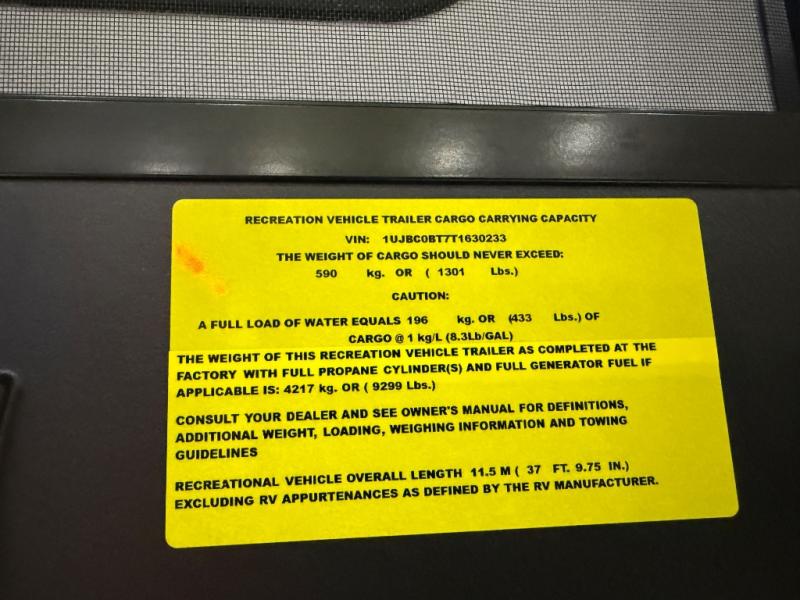 RECREATION VEHICLE TRAILER CARGO CARRYING CAPACITY
VIN: 1UJBC0BT7T1630233
THE WEIGHT OF CARGO SHOULD NEVER EXCEED:
590 kg. OR ( 1301 Lbs.)
CAUTION:
A FULL LOAD OF WATER EQUALS 196 kg. OR (433 Lbs.) OF
CARGO @ 1 kg/L (8.3Lb/GAL)
THE WEIGHT OF THIS RECREATION VEHICLE TRAILER AS COMPLETED AT THE
FACTORY WITH FULL PROPANE CYLINDER(S) AND FULL GENERATOR FUEL IF
APPLICABLE IS: 4217 kg. OR ( 9299 Lbs.)
CONSULT YOUR DEALER AND SEE OWNER'S MANUAL FOR DEFINITIONS,
ADDITIONAL WEIGHT, LOADING, WEIGHING INFORMATION AND TOWING
GUIDELINES
RECREATIONAL VEHICLE OVERALL LENGTH 11.5 M ( 37 FT. 9.75 IN.)
EXCLUDING RV APPURTENANCES AS DEFINED BY THE RV MANUFACTURER.